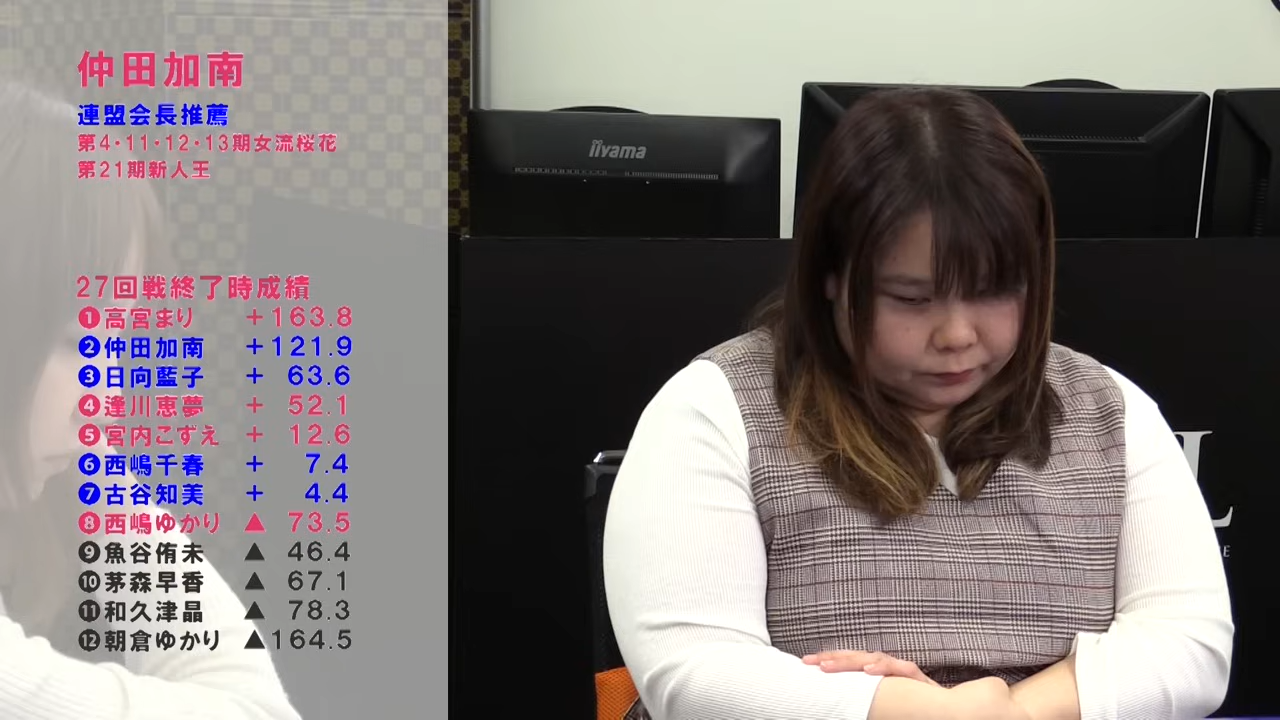 仲田加南
連盟会長推薦
第4・11・12・13期女流桜花
第21期新人王
27回戦終了時成績
❶高宮まり +163.8
❷仲田加南 +121.9
❸日向藍子 + 63.6
❹逢川恵夢 + 52.1
❺宮内こずえ + 12.6
❻西嶋千春 + 7.4
❼古谷知美 + 4.4
❽西嶋ゆかり ▲ 73.5
❾魚谷侑未 ▲ 46.4
❿茅森早香 ▲ 67.1
⓫和久津晶 ▲ 78.3
⓬朝倉ゆかり ▲164.5
iiyama
L